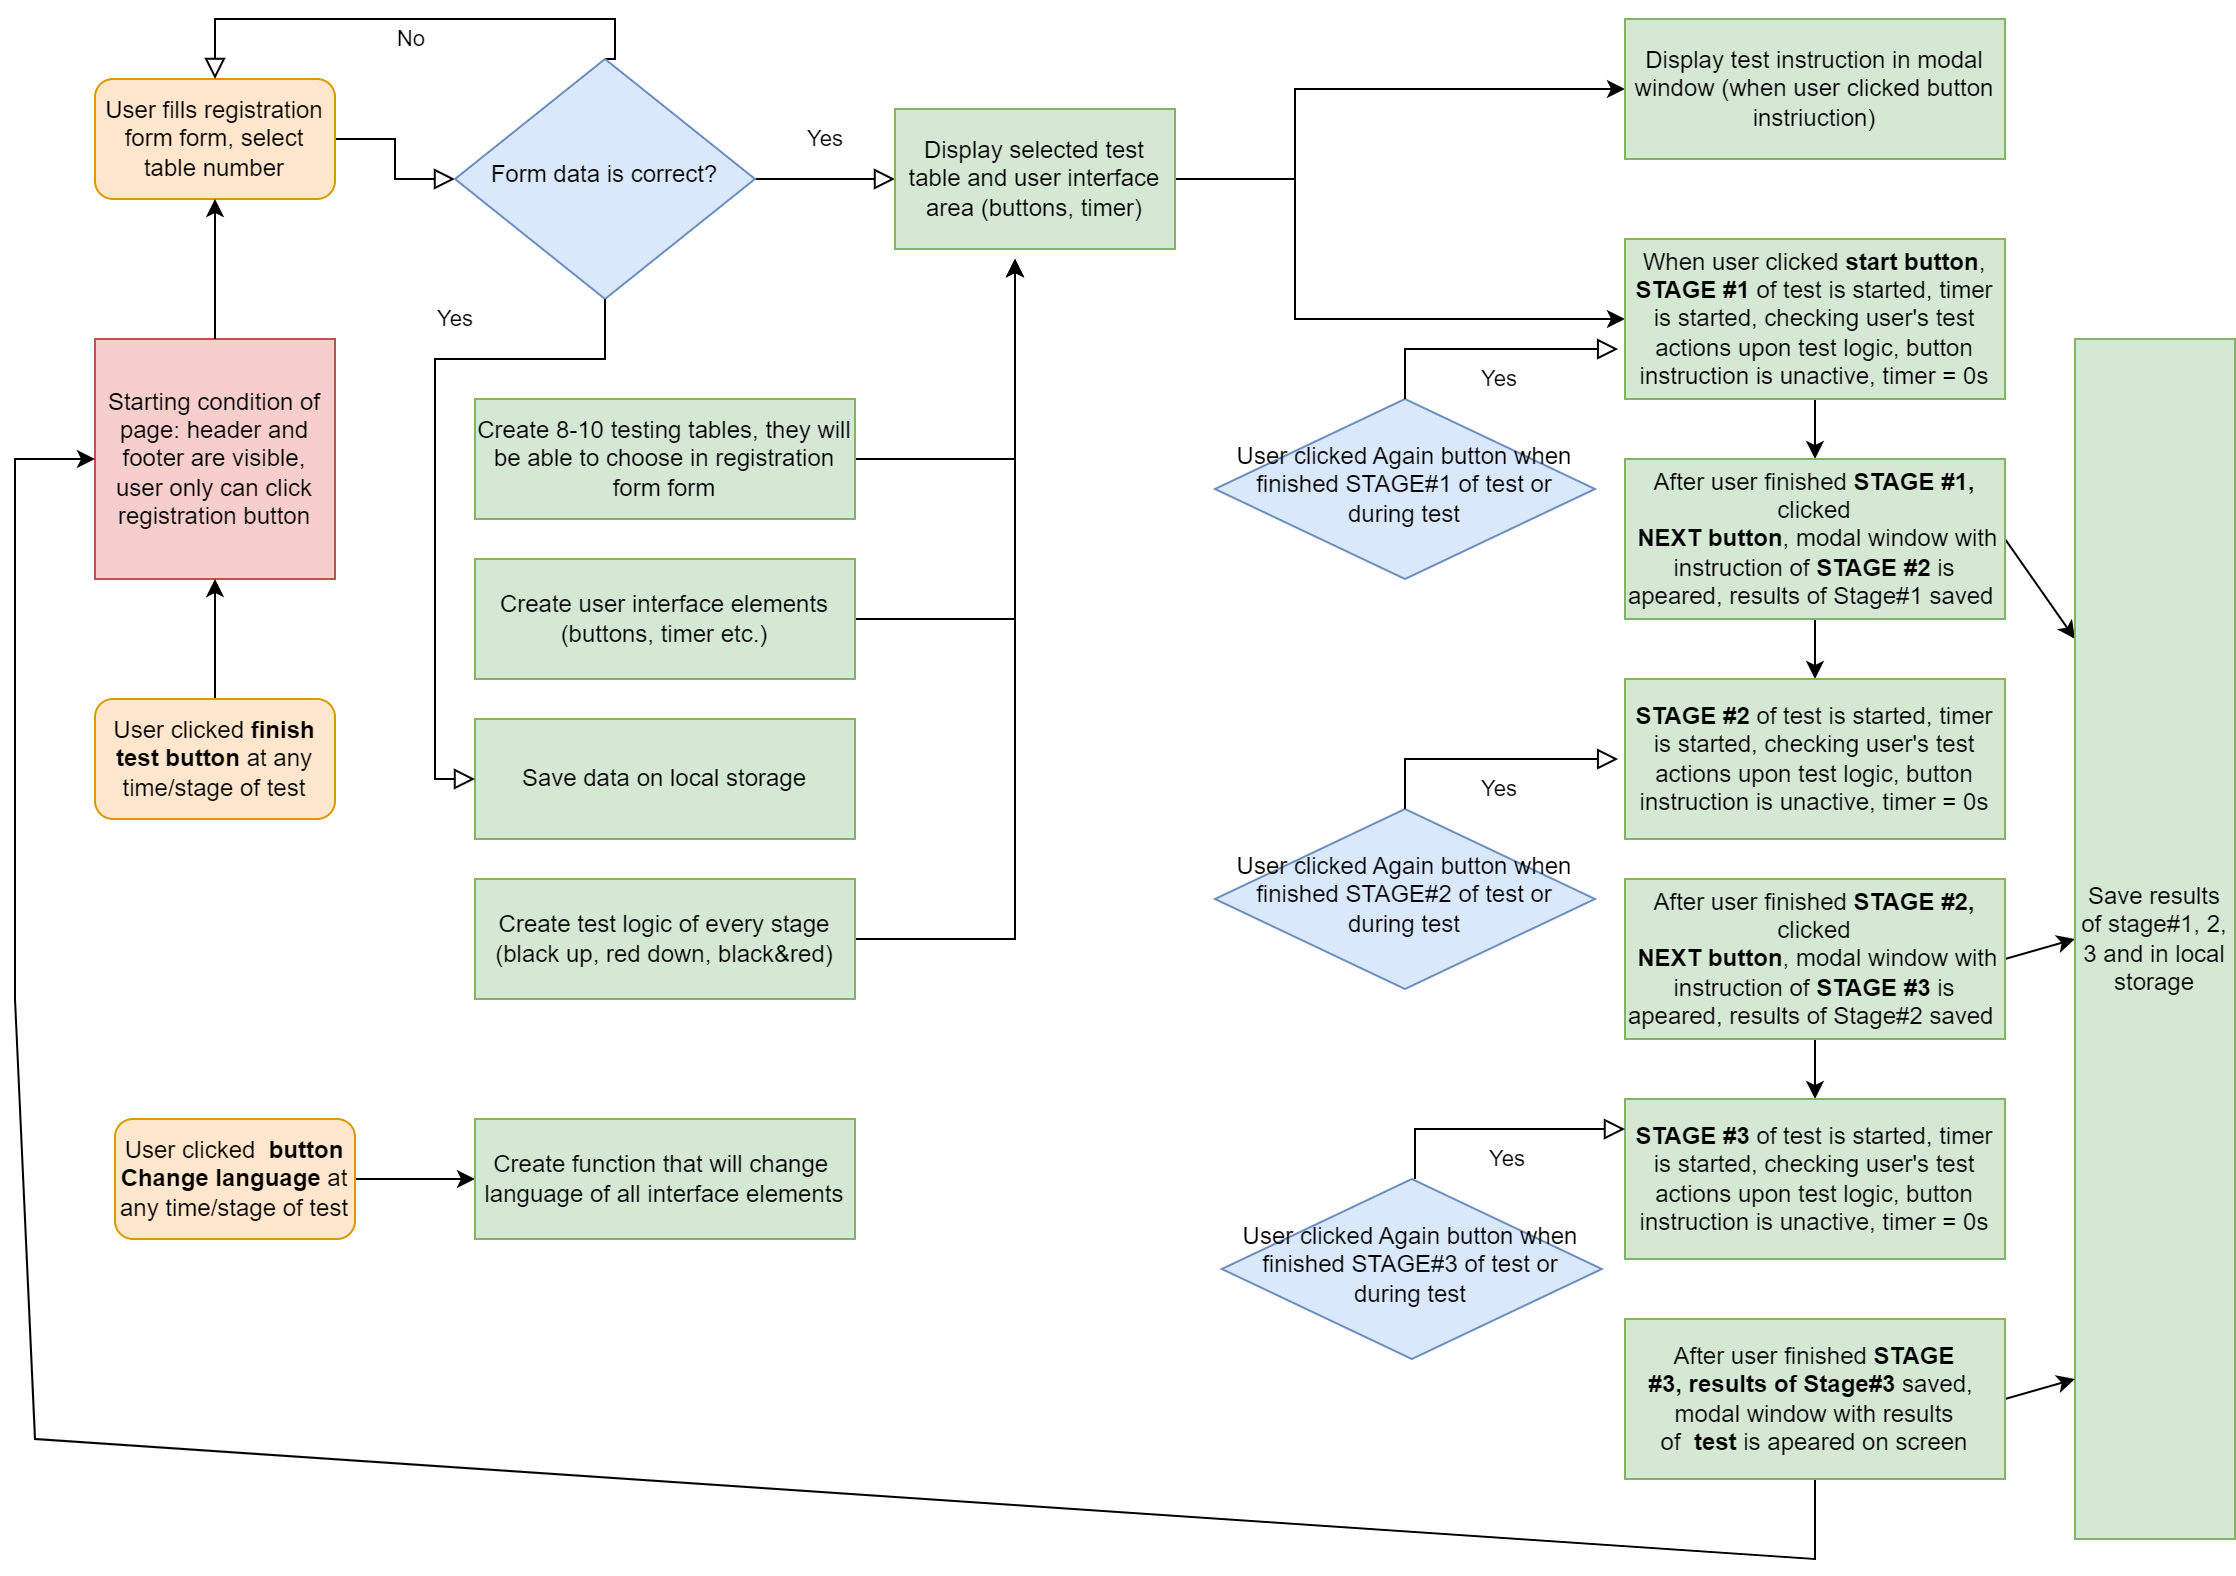 No
User fills registration
form form, select
table number
Form data is correct?
Yes
Display selected test
table and user interface
area (buttons, timer)
Display test instruction in modal
window (when user clicked button
instriuction)
Yes
Starting condition of
page: header and
footer are visible,
user only can click
registration button
User clicked finish
test button at any
time/stage of test
Create 8-10 testing tables, they will
be able to choose in registration
form form
Create user interface elements
(buttons, timer etc.)
Save data on local storage
Create test logic of every stage
(black up, red down, black&red)
User clicked  button
Change language at
any time/stage of test
Create function that will change
language of all interface elements
When user clicked start button,
STAGE #1 of test is started, timer
is started, checking user's test
actions upon test logic, button
instruction is unactive, timer = 0s
Yes
User clicked Again button when
finished STAGE#1 of test or
during test
After user finished STAGE #1,
clicked
NEXT button, modal window with
instruction of STAGE #2 is
apeared, results of Stage#1 saved
STAGE #2 of test is started, timer
is started, checking user's test
actions upon test logic, button
instruction is unactive, timer = 0s
Yes
User clicked Again button when
finished STAGE#2 of test or
during test
After user finished STAGE #2,
clicked
NEXT button, modal window with
instruction of STAGE #3 is
apeared, results of Stage#2 saved
STAGE #3 of test is started, timer
is started, checking user's test
actions upon test logic, button
instruction is unactive, timer = 0s
Yes
User clicked Again button when
finished STAGE#3 of test or
during test
After user finished STAGE
#3, results of Stage#3 saved,
modal window with results
of  test is apeared on screen
Save results
of stage#1, 2,
3 and in local
storage